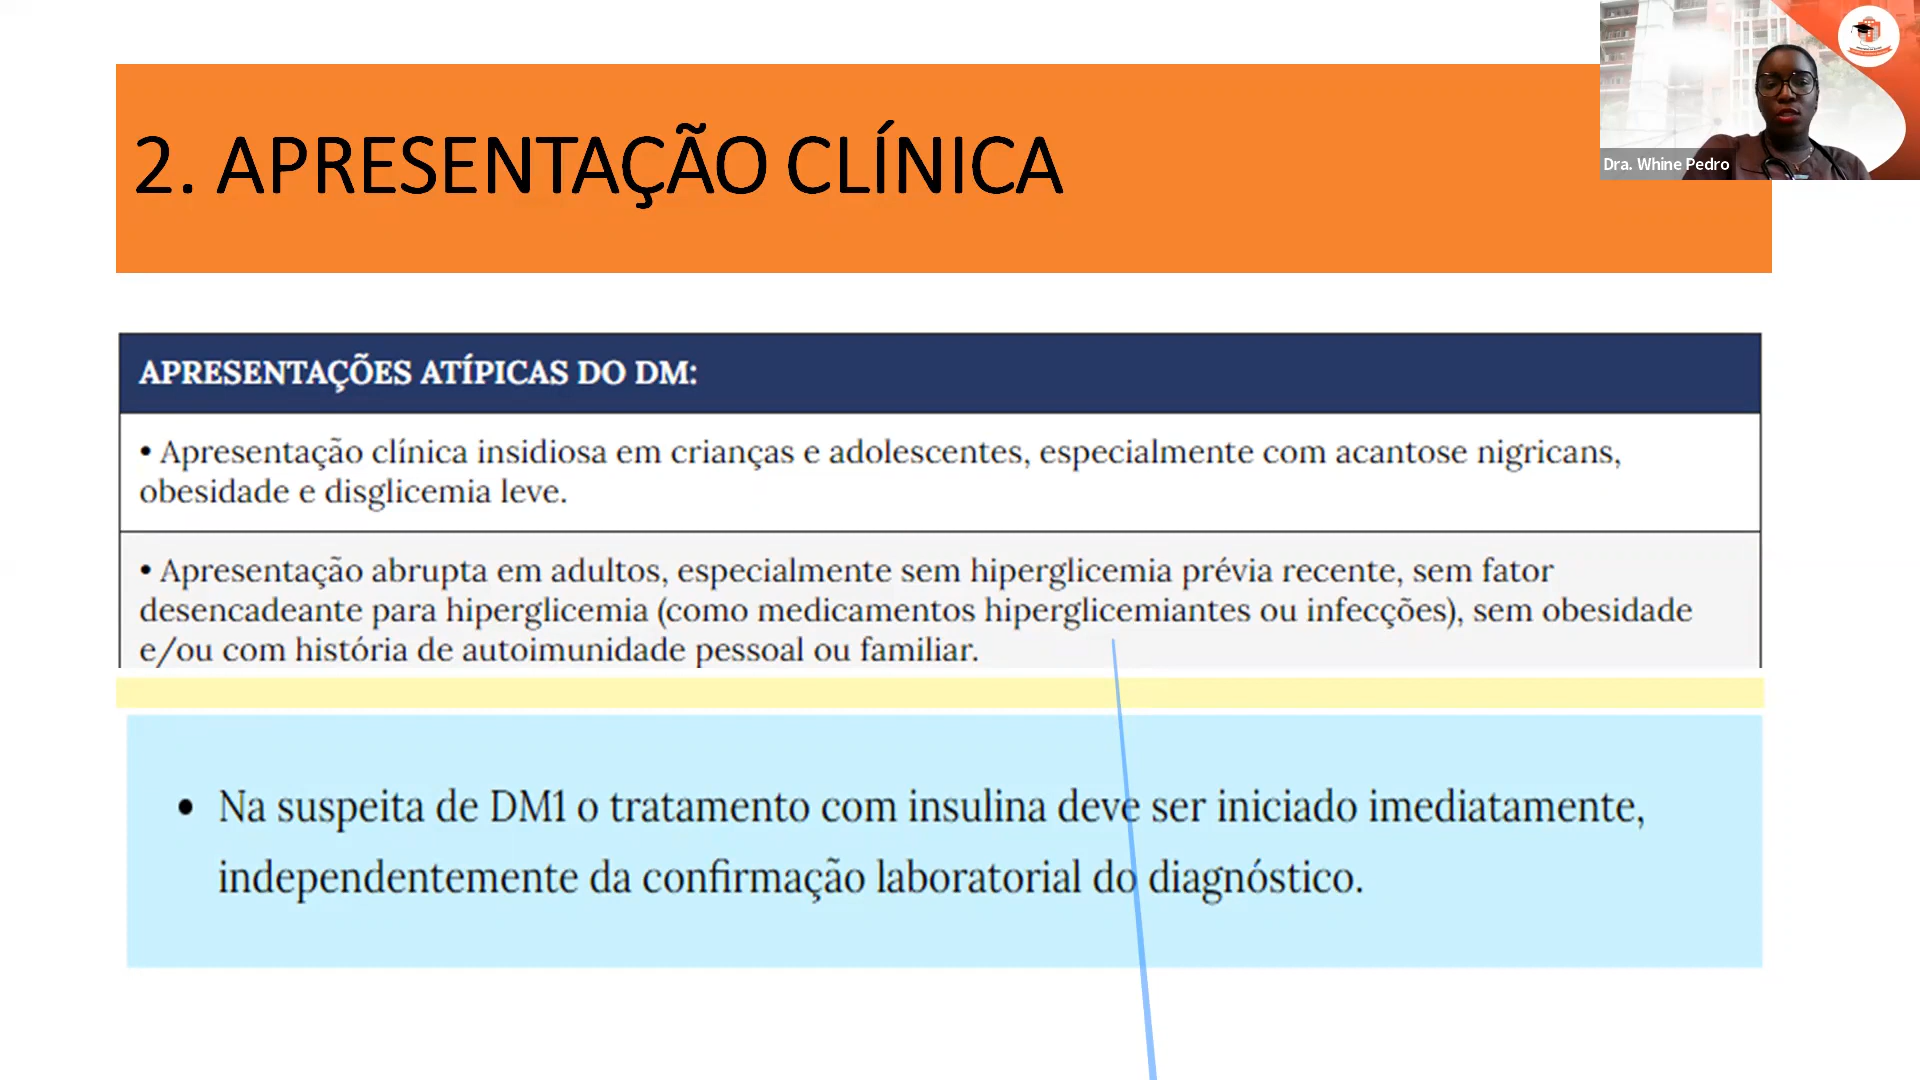 2. APRESENTAÇÃO CLÍNICA
Dra. Whine Pedro
APRESENTAÇÕES ATÍPICAS DO DM:
• Apresentação clínica insidiosa em crianças e adolescentes, especialmente com acantose nigricans,
obesidade e disglicemia leve.
• Apresentação abrupta em adultos, especialmente sem hiperglicemia prévia recente, sem fator
desencadeante para hiperglicemia (como medicamentos hiperglicemiantes ou infecções), sem obesidade
e/ou com história de autoimunidade pessoal ou familiar.
• Na suspeita de DM1 o tratamento com insulina deve ser iniciado imediatamente,
independentemente da confirmação laboratorial do diagnóstico.